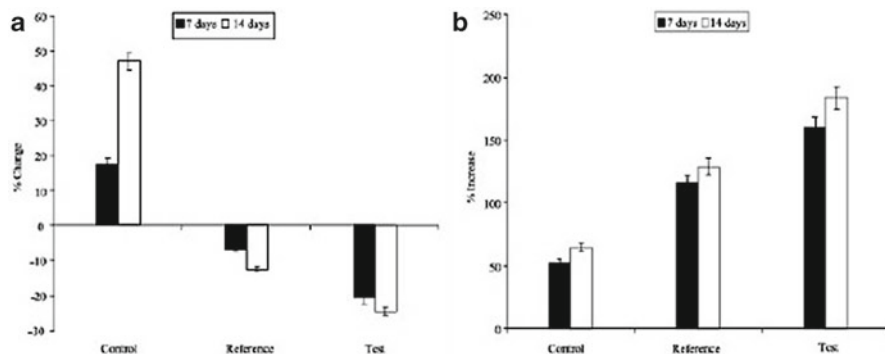 a
7 days 14 days
60
50
40
30
20
10
0
-10
-20
-30
% Change
Control Reference Test
b
7 days 14 days
250
200
150
100
50
0
% Increase
Control Reference Test